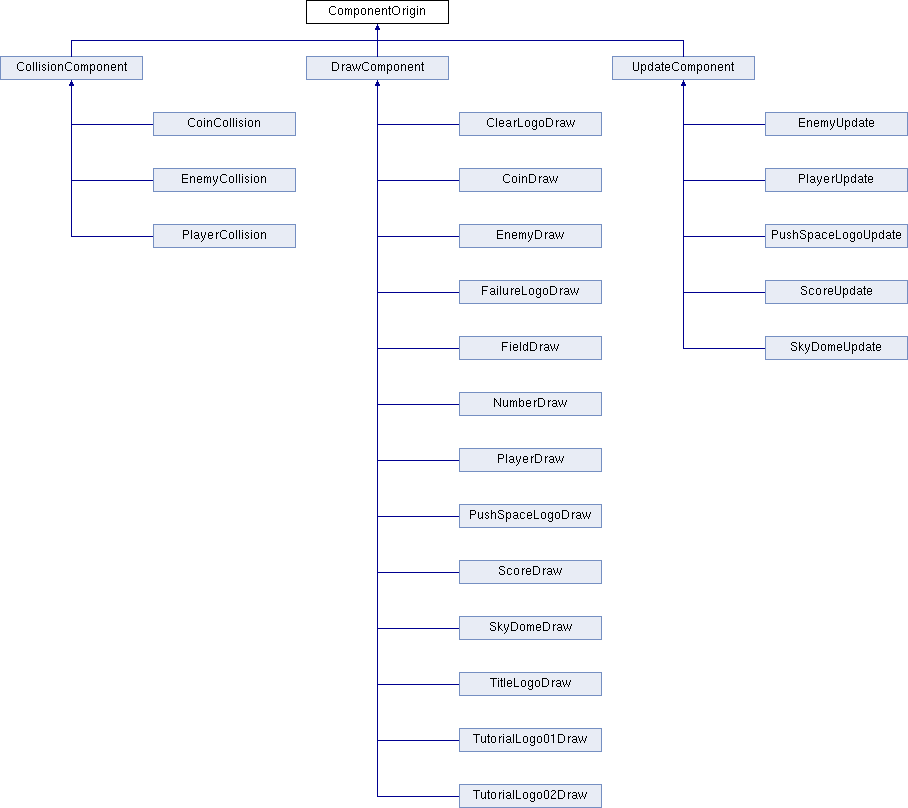 ComponentOrigin
CollisionComponent
DrawComponent
UpdateComponent
CoinCollision
ClearLogoDraw
EnemyUpdate
EnemyCollision
CoinDraw
PlayerUpdate
PlayerCollision
EnemyDraw
PushSpaceLogoUpdate
FailureLogoDraw
ScoreUpdate
FieldDraw
SkyDomeUpdate
NumberDraw
PlayerDraw
PushSpaceLogoDraw
ScoreDraw
SkyDomeDraw
TitleLogoDraw
TutorialLogo01Draw
TutorialLogo02Draw